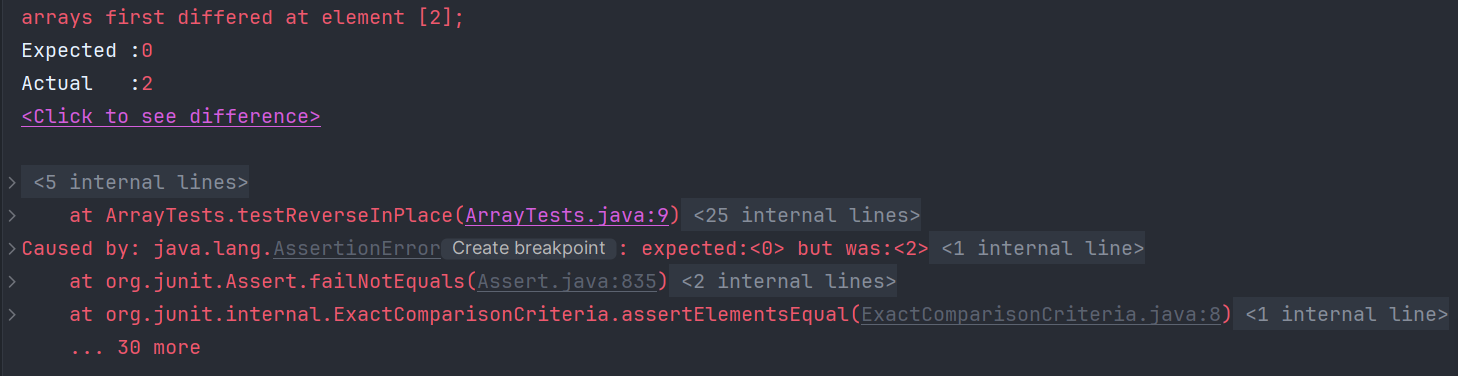 arrays first differed at element [2];
Expected :0
Actual   :2
<Click to see difference>
<5 internal lines>
at ArrayTests.testReverseInPlace(ArrayTests.java:9) <25 internal lines>
Caused by: java.lang.AssertionError Create breakpoint : expected:<0> but was:<2> <1 internal line>
at org.junit.Assert.failNotEquals(Assert.java:835) <2 internal lines>
at org.junit.internal.ExactComparisonCriteria.assertElementsEqual(ExactComparisonCriteria.java:8) <1 internal line>
... 30 more